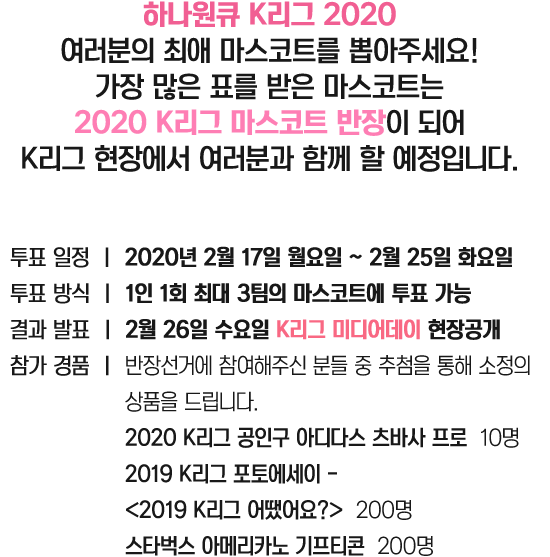 하나원큐 K리그 2020
여러분의 최애 마스코트를 뽑아주세요!
가장 많은 표를 받은 마스코트는
2020 K리그 마스코트 반장이 되어
K리그 현장에서 여러분과 함께 할 예정입니다.
투표 일정 | 2020년 2월 17일 월요일 ~ 2월 25일 화요일
투표 방식 | 1인 1회 최대 3팀의 마스코트에 투표 가능
결과 발표 | 2월 26일 수요일 K리그 미디어데이 현장공개
참가 경품 | 반장선거에 참여해주신 분들 중 추첨을 통해 소정의
상품을 드립니다.
2020 K리그 공인구 아디다스 츠바사 프로 10명
2019 K리그 포토에세이 -
<2019 K리그 어땠어요?> 200명
스타벅스 아메리카노 기프티콘 200명